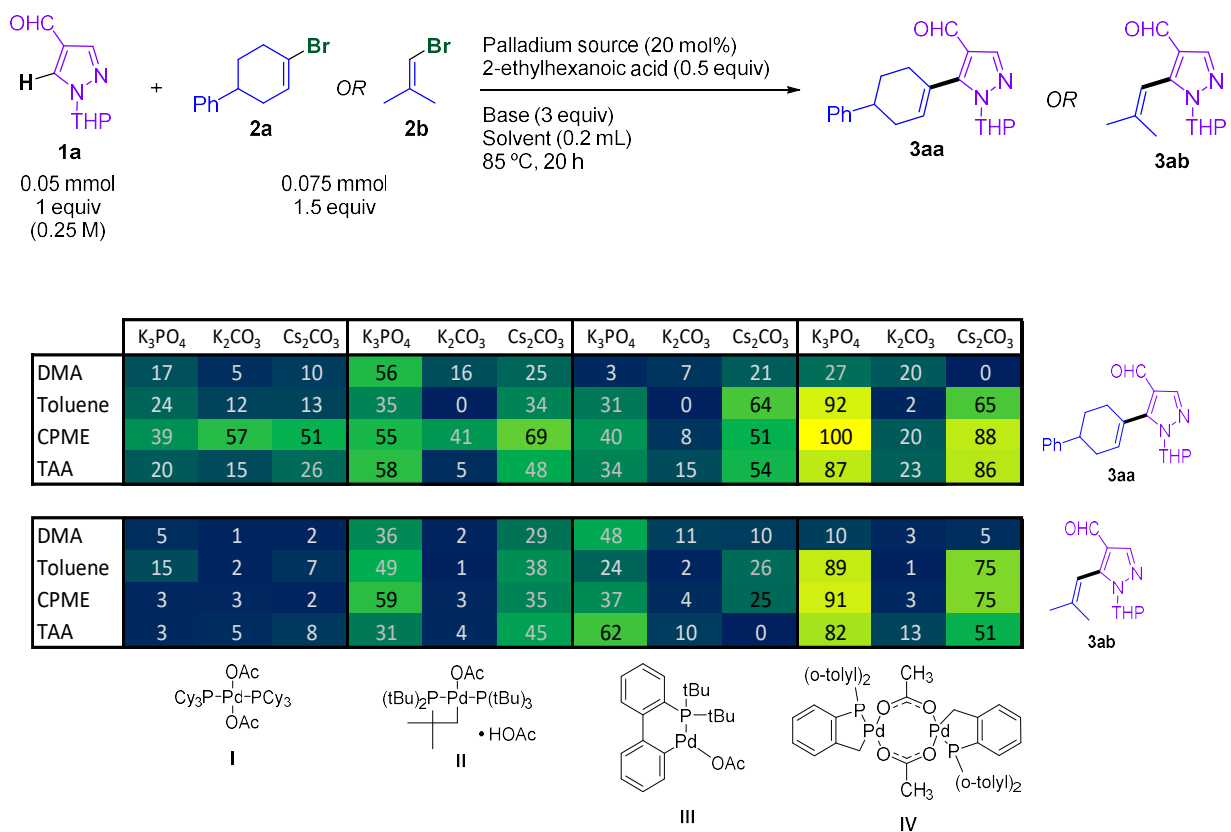 OHC
H
N
N
THP
1a
0.05 mmol
1 equiv
(0.25 M)
+
Ph
Br
2a
OR
Br
2b
0.075 mmol
1.5 equiv
Palladium source (20 mol%)
2-ethylhexanoic acid (0.5 equiv)
Base (3 equiv)
Solvent (0.2 mL)
85 ºC, 20 h
OHC
N
N
THP
Ph
3aa
OR
OHC
N
N
THP
3ab
K3PO4 K2CO3 Cs2CO3 K3PO4 K2CO3 Cs2CO3 K3PO4 K2CO3 Cs2CO3 K3PO4 K2CO3 Cs2CO3
DMA 17 5 10 56 16 25 3 7 21 27 20 0
Toluene 24 12 13 35 0 34 31 0 64 92 2 65
CPME 39 57 51 55 41 69 40 8 51 100 20 88
TAA 20 15 26 58 5 48 34 15 54 87 23 86
OHC
N
N
THP
Ph
3aa
DMA 5 1 2 36 2 29 48 11 10 10 3 5
Toluene 15 2 7 49 1 38 24 2 26 89 1 75
CPME 3 3 2 59 3 35 37 4 25 91 3 75
TAA 3 5 8 31 4 45 62 10 0 82 13 51
OHC
N
N
THP
3ab
OAc
Cy3P-Pd-PCy3
OAc
I
OAc
(tBu)2P-Pd-P(tBu)3
• HOAc
II
tBu
P
tBu
Pd
OAc
III
(o-tolyl)2
CH3
P
O
O
Pd
Pd
O
O
P
CH3
(o-tolyl)2
IV